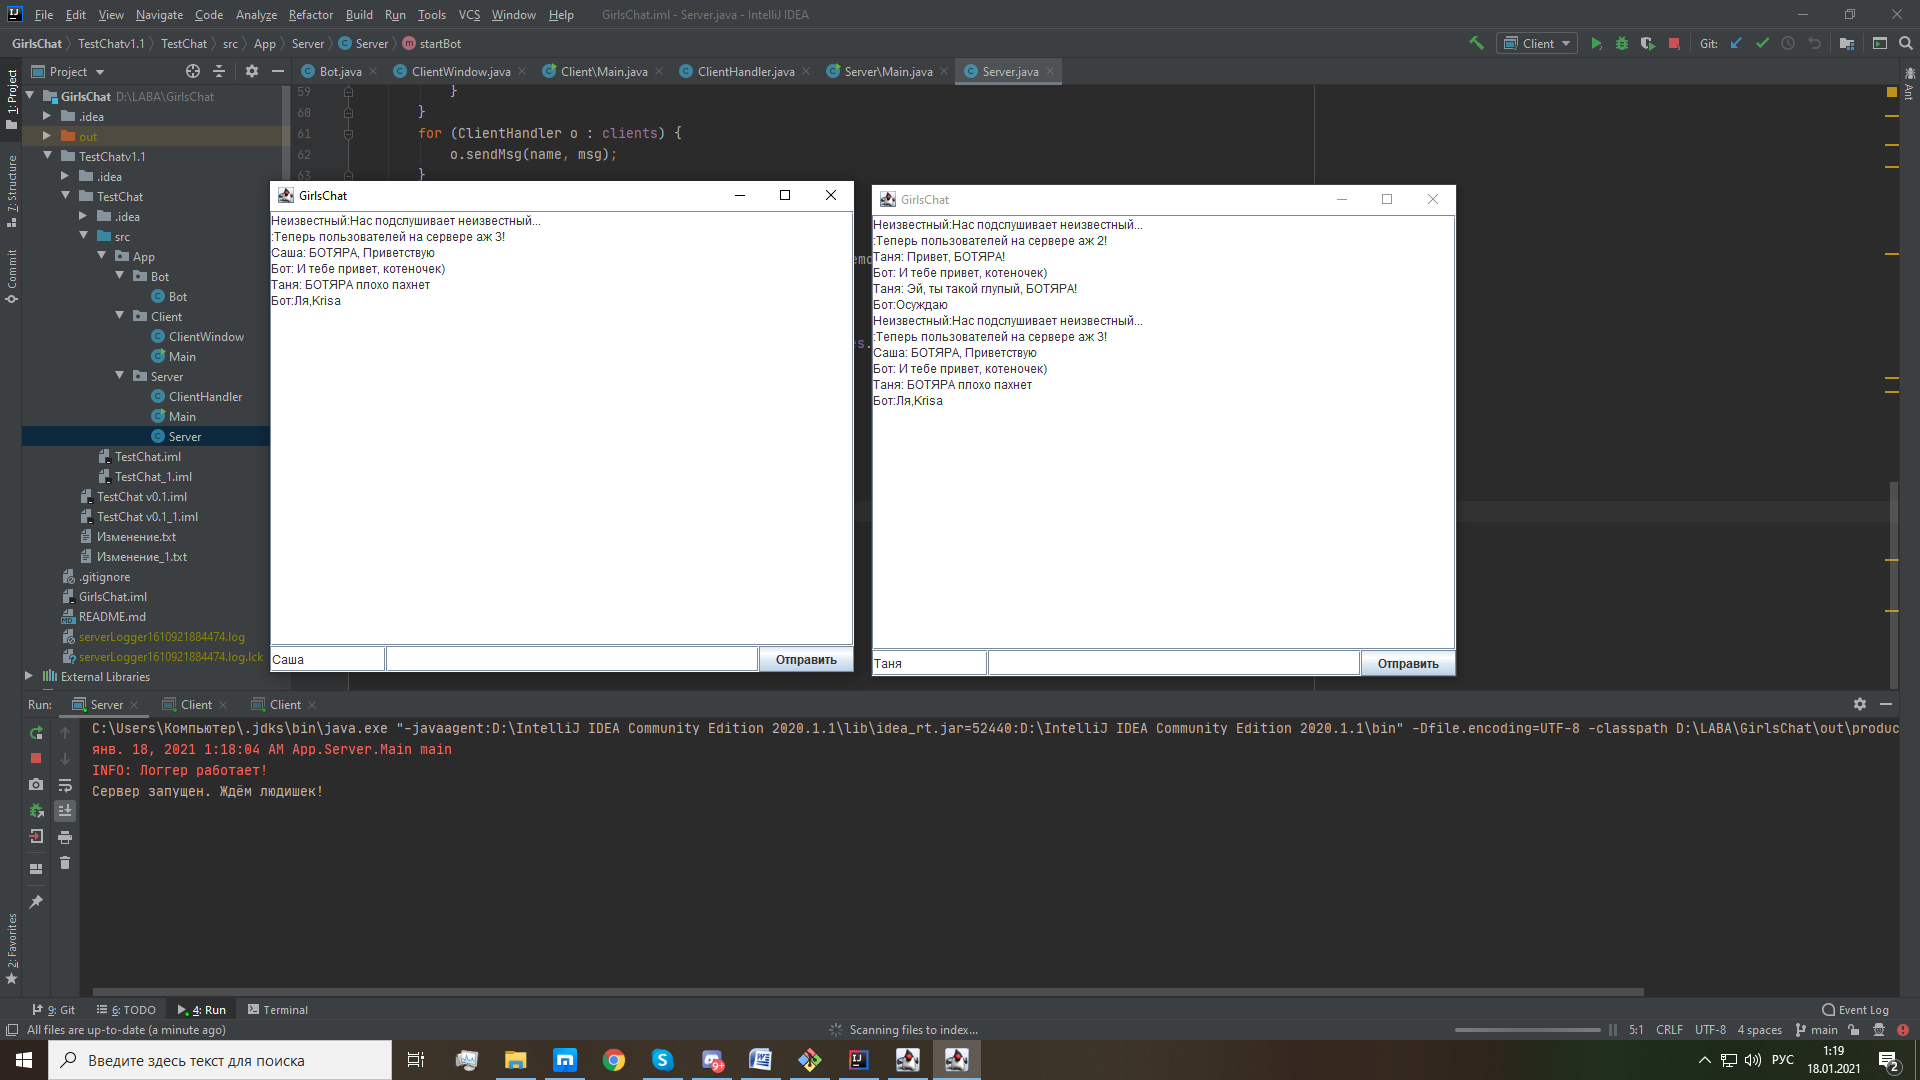 File Edit View Navigate Code Analyze Refactor Build Run Tools VCS Window Help GirlsChat.iml - Server.java - IntelliJ IDEA
GirlsChat TestChatv1.1 TestChat src App Server Server startBot Client Git:
Project Bot.java ClientWindow.java Client\Main.java ClientHandler.java Server\Main.java Server.java
1: Project
7: Structure
Commit
2: Favorites
Ant
GirlsChat D:\LABA\GirlsChat
.idea
out
TestChatv1.1
.idea
TestChat
.idea
src
App
Bot
Bot
Client
ClientWindow
Main
Server
ClientHandler
Main
Server
TestChat.iml
TestChat_1.iml
TestChat v0.1.iml
TestChat v0.1_1.iml
Изменение.txt
Изменение_1.txt
.gitignore
GirlsChat.iml
README.md
serverLogger1610921884474.log
serverLogger1610921884474.log.lck
External Libraries
59 }
60 }
61 for (ClientHandler o : clients) {
62 o.sendMsg(name, msg);
63 }
GirlsChat
Неизвестный:Нас подслушивает неизвестный...
:Теперь пользователей на сервере аж 3!
Саша: БОТЯРА, Приветствую
Бот: И тебе привет, котеночек)
Таня: БОТЯРА плохо пахнет
Бот:Ля,Krisa
Саша Отправить
GirlsChat
Неизвестный:Нас подслушивает неизвестный...
:Теперь пользователей на сервере аж 2!
Таня: Привет, БОТЯРА!
Бот: И тебе привет, котеночек)
Таня: Эй, ты такой глупый, БОТЯРА!
Бот:Осуждаю
Неизвестный:Нас подслушивает неизвестный...
:Теперь пользователей на сервере аж 3!
Саша: БОТЯРА, Приветствую
Бот: И тебе привет, котеночек)
Таня: БОТЯРА плохо пахнет
Бот:Ля,Krisa
Таня Отправить
Run: Server Client Client
C:\Users\Компьютер\.jdks\bin\java.exe "-javaagent:D:\IntelliJ IDEA Community Edition 2020.1.1\lib\idea_rt.jar=52440:D:\IntelliJ IDEA Community Edition 2020.1.1\bin" -Dfile.encoding=UTF-8 -classpath D:\LABA\GirlsChat\out\produc
янв. 18, 2021 1:18:04 AM App.Server.Main main
INFO: Логгер работает!
Сервер запущен. Ждём людишек!
9: Git 6: TODO 4: Run Terminal Event Log
All files are up-to-date (a minute ago) Scanning files to index... 5:1 CRLF UTF-8 4 spaces main
Введите здесь текст для поиска 9+ РУС 1:19
18.01.2021 2